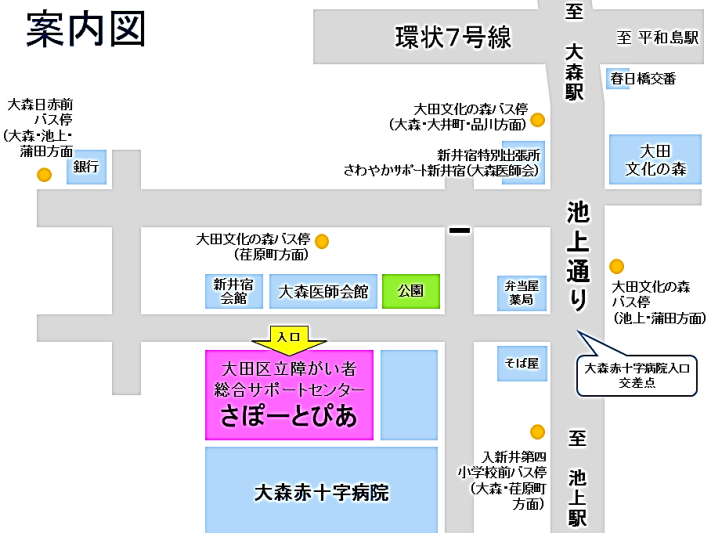 案内図
環状7号線
至 大森駅
至 平和島駅
春日橋交番
大森日赤前
バス停
(大森・池上・
蒲田方面
銀行
大田文化の森バス停
(大森・大井町・品川方面)
新井宿特別出張所
さわやかサポート新井宿(大森医師会)
大田
文化の森
池上通り
大田文化の森バス停
(荏原町方面)
新井宿
会館
大森医師会館
公園
弁当屋
薬局
大田文化の森
バス停
(池上・蒲田方面)
入口
大田区立障がい者
総合サポートセンター
さぽーとぴあ
そば屋
大森赤十字病院入口
交差点
入新井第四
小学校前バス停
(大森・荏原町
方面)
至 池上駅
大森赤十字病院